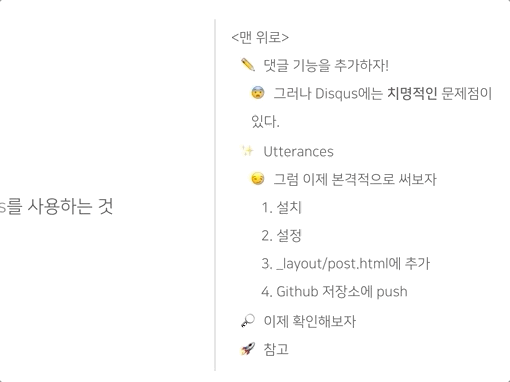 <맨 위로>
✏️ 댓글 기능을 추가하자!
😨 그러나 Disqus에는 치명적인 문제점이
있다.
✨ Utterances
😏 그럼 이제 본격적으로 써보자
1. 설치
s를 사용하는 것
2. 설정
3. _layout/post.html에 추가
4. Github 저장소에 push
🔎 이제 확인해보자
🚀 참고